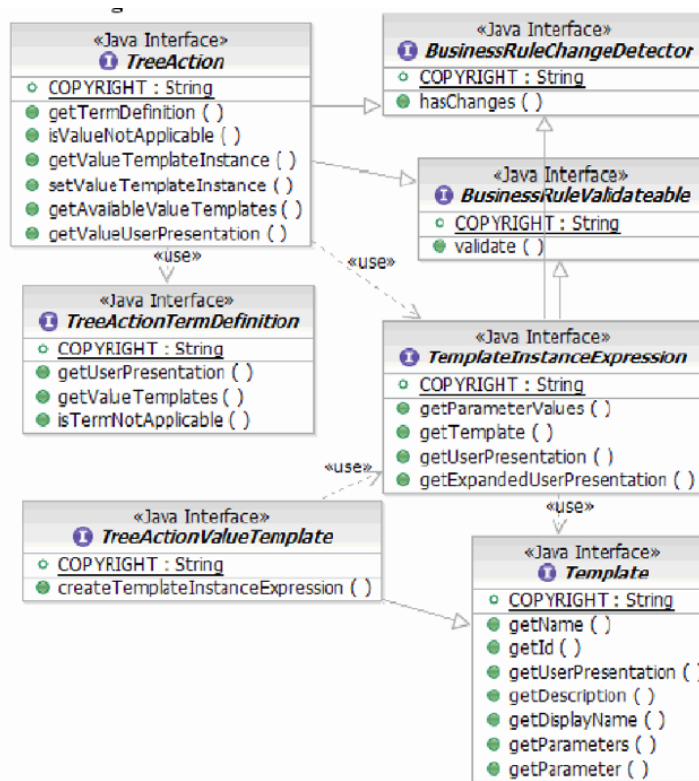 «Java Interface»
TreeAction
COPYRIGHT : String
getTermDefinition ( )
isValueNotApplicable ( )
getValueTemplateInstance ( )
setValueTemplateInstance ( )
getAvailableValueTemplates ( )
getValueUserPresentation ( )
«Java Interface»
BusinessRuleChangeDetector
COPYRIGHT : String
hasChanges ( )
«Java Interface»
BusinessRuleValidateable
COPYRIGHT : String
validate ( )
«use»
«use»
«Java Interface»
TreeActionTermDefinition
COPYRIGHT : String
getUserPresentation ( )
getValueTemplates ( )
isTermNotApplicable ( )
«Java Interface»
TemplateInstanceExpression
COPYRIGHT : String
getParameterValues ( )
getTemplate ( )
getUserPresentation ( )
getExpandedUserPresentation ( )
«use»
«use»
«Java Interface»
TreeActionValueTemplate
COPYRIGHT : String
createTemplateInstanceExpression ( )
«Java Interface»
Template
COPYRIGHT : String
getName ( )
getId ( )
getUserPresentation (
getDescription ( )
getDisplayName ( )
getParameters ( )
getParameter ( )